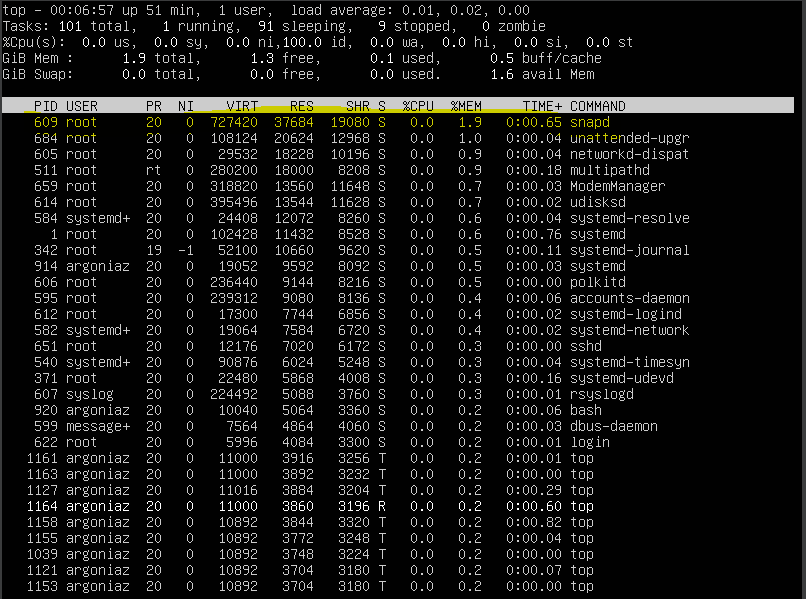 top - 00:06:57 up 51 min,  1 user,  load average: 0.01, 0.02, 0.00
Tasks: 101 total,   1 running,  91 sleeping,   9 stopped,   0 zombie
%Cpu(s):  0.0 us,  0.0 sy,  0.0 ni,100.0 id,  0.0 wa,  0.0 hi,  0.0 si,  0.0 st
GiB Mem :      1.9 total,      1.3 free,      0.1 used,      0.5 buff/cache
GiB Swap:      0.0 total,      0.0 free,      0.0 used.      1.6 avail Mem
PID USER      PR  NI    VIRT    RES    SHR S  %CPU  %MEM     TIME+ COMMAND
609 root      20   0  727420  37684  19080 S   0.0   1.9   0:00.65 snapd
684 root      20   0  108124  20624  12968 S   0.0   1.0   0:00.04 unattended-upgr
605 root      20   0   29532  18228  10196 S   0.0   0.9   0:00.04 networkd-dispat
511 root      rt   0  280200  18000   8208 S   0.0   0.9   0:00.18 multipathd
659 root      20   0  318820  13560  11648 S   0.0   0.7   0:00.03 ModemManager
614 root      20   0  395496  13544  11628 S   0.0   0.7   0:00.02 udisksd
584 systemd+  20   0   24408  12072   8260 S   0.0   0.6   0:00.04 systemd-resolve
1 root      20   0  102428  11432   8528 S   0.0   0.6   0:00.76 systemd
342 root      19  -1   52100  10660   9620 S   0.0   0.5   0:00.11 systemd-journal
914 argoniaz  20   0   19052   9592   8092 S   0.0   0.5   0:00.03 systemd
606 root      20   0  236440   9144   8216 S   0.0   0.5   0:00.00 polkitd
595 root      20   0  239312   9080   8136 S   0.0   0.4   0:00.06 accounts-daemon
612 root      20   0   17300   7744   6856 S   0.0   0.4   0:00.02 systemd-logind
582 systemd+  20   0   19064   7584   6720 S   0.0   0.4   0:00.02 systemd-network
651 root      20   0   12176   7020   6172 S   0.0   0.3   0:00.00 sshd
540 systemd+  20   0   90876   6024   5248 S   0.0   0.3   0:00.04 systemd-timesyn
371 root      20   0   22480   5868   4008 S   0.0   0.3   0:00.16 systemd-udevd
607 syslog    20   0  224492   5088   3760 S   0.0   0.3   0:00.01 rsyslogd
920 argoniaz  20   0   10040   5064   3360 S   0.0   0.2   0:00.06 bash
599 message+  20   0    7564   4864   4060 S   0.0   0.2   0:00.03 dbus-daemon
622 root      20   0    5996   4084   3300 S   0.0   0.2   0:00.01 login
1161 argoniaz  20   0   11000   3916   3256 T   0.0   0.2   0:00.01 top
1163 argoniaz  20   0   11000   3892   3232 T   0.0   0.2   0:00.00 top
1127 argoniaz  20   0   11016   3884   3204 T   0.0   0.2   0:00.29 top
1164 argoniaz  20   0   11000   3860   3196 R   0.0   0.2   0:00.60 top
1158 argoniaz  20   0   10892   3844   3320 T   0.0   0.2   0:00.82 top
1155 argoniaz  20   0   10892   3772   3248 T   0.0   0.2   0:00.04 top
1039 argoniaz  20   0   10892   3748   3224 T   0.0   0.2   0:00.00 top
1121 argoniaz  20   0   10892   3704   3180 T   0.0   0.2   0:00.07 top
1153 argoniaz  20   0   10892   3704   3180 T   0.0   0.2   0:00.00 top